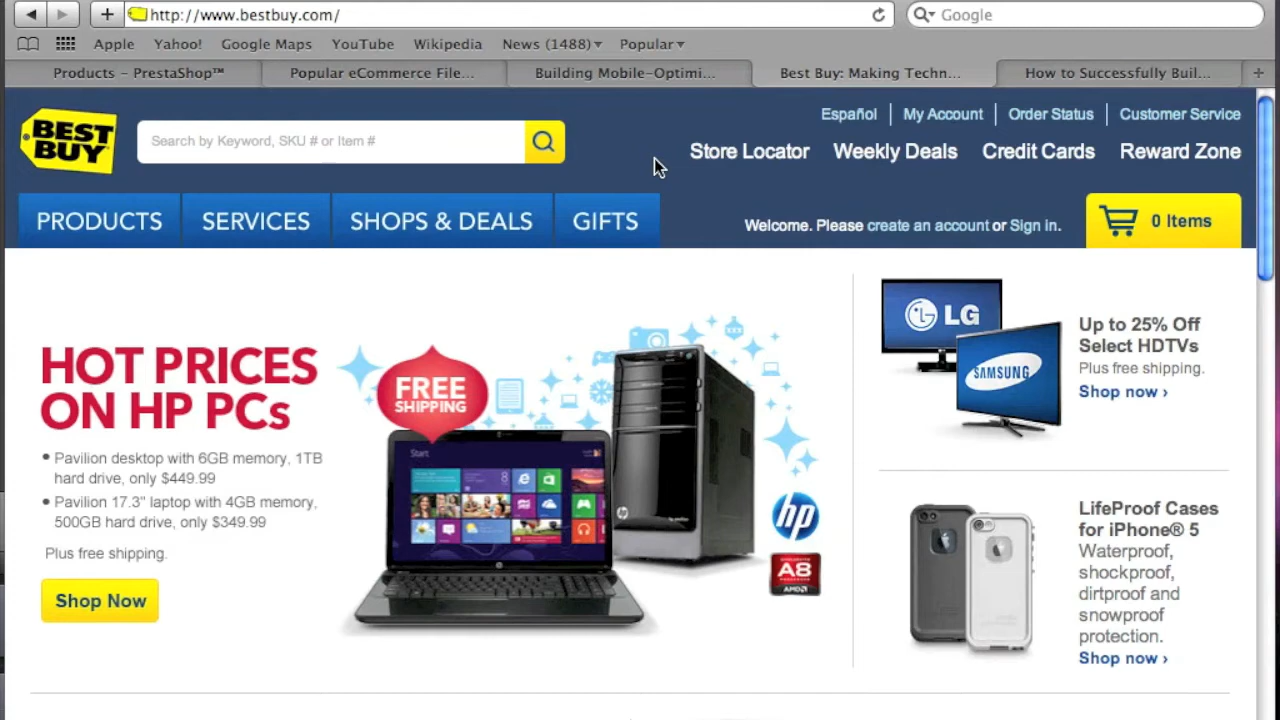 http://www.bestbuy.com/
Google
Apple Yahoo! Google Maps YouTube Wikipedia News (1488)▾ Popular▾
Products – PrestaShop™ Popular eCommerce File... Building Mobile-Optimi... Best Buy: Making Techn... How to Successfully Buil...
BEST
BUY
Search by Keyword, SKU # or Item #
Español My Account Order Status Customer Service
Store Locator Weekly Deals Credit Cards Reward Zone
PRODUCTS SERVICES SHOPS & DEALS GIFTS
Welcome. Please create an account or Sign in.
0 Items
HOT PRICES
ON HP PCs
• Pavilion desktop with 6GB memory, 1TB
hard drive, only $449.99
• Pavilion 17.3" laptop with 4GB memory,
500GB hard drive, only $349.99
Plus free shipping.
Shop Now
FREE
SHIPPING
Start
hp
A8
AMD
LG
SAMSUNG
Up to 25% Off
Select HDTVs
Plus free shipping.
Shop now ›
LifeProof Cases
for iPhone® 5
Waterproof,
shockproof,
dirtproof and
snowproof
protection.
Shop now ›